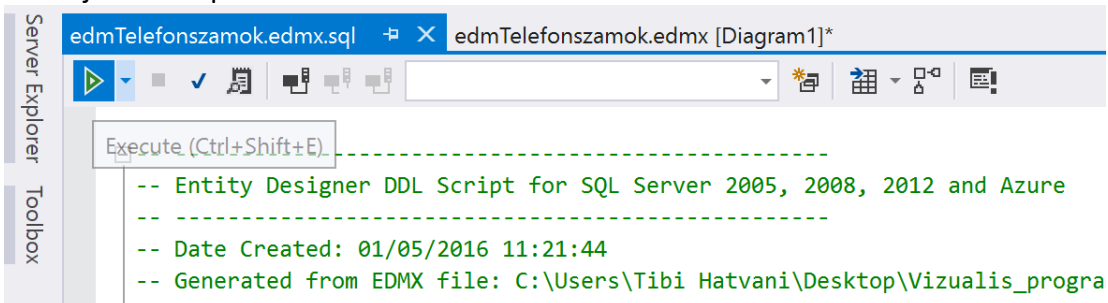 Server Explorer
Toolbox
edmTelefonszamok.edmx.sql edmTelefonszamok.edmx [Diagram1]*
Execute (Ctrl+Shift+E)
-- Entity Designer DDL Script for SQL Server 2005, 2008, 2012 and Azure
-- --------------------------------------------------
-- Date Created: 01/05/2016 11:21:44
-- Generated from EDMX file: C:\Users\Tibi Hatvani\Desktop\Vizualis_progra